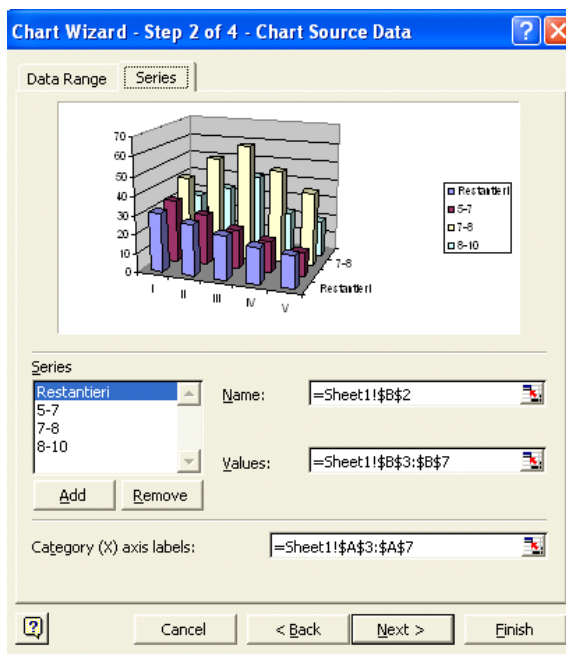 Chart Wizard - Step 2 of 4 - Chart Source Data
Data Range Series
70
60
50
40
30
20
10
0
I II III IV V
7-8
Restantieri
Restantieri
5-7
7-8
8-10
Series
Restantieri
5-7
7-8
8-10
Name: =Sheet1!$B$2
Values: =Sheet1!$B$3:$B$7
Add Remove
Category (X) axis labels: =Sheet1!$A$3:$A$7
Cancel < Back Next > Finish